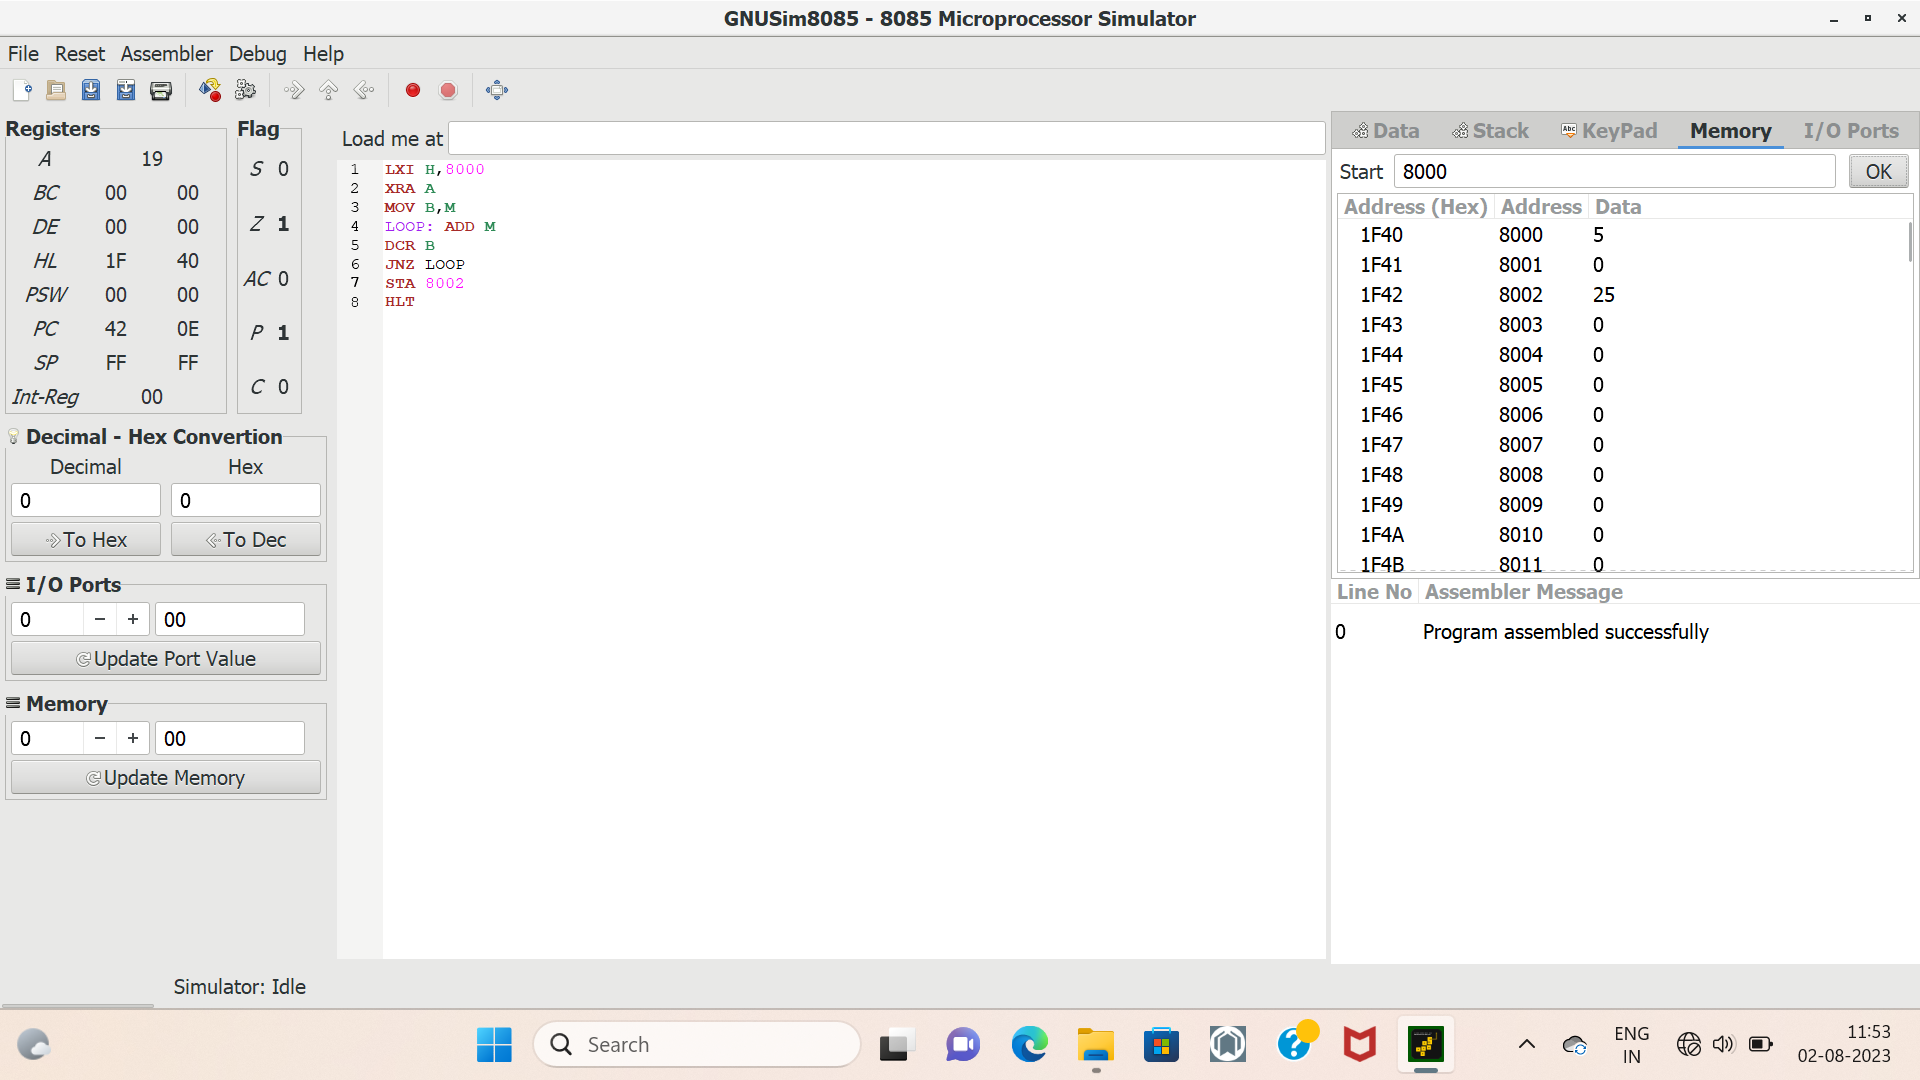 GNUSim8085 - 8085 Microprocessor Simulator
File Reset Assembler Debug Help
Registers
A 19
BC 00 00
DE 00 00
HL 1F 40
PSW 00 00
PC 42 0E
SP FF FF
Int-Reg 00
Flag
S 0
Z 1
AC 0
P 1
C 0
Decimal - Hex Convertion
Decimal Hex
0 0
To Hex To Dec
I/O Ports
0 − + 00
Update Port Value
Memory
0 − + 00
Update Memory
Simulator: Idle
Load me at
1 LXI H,8000
2 XRA A
3 MOV B,M
4 LOOP: ADD M
5 DCR B
6 JNZ LOOP
7 STA 8002
8 HLT
Data Stack Abc KeyPad Memory I/O Ports
Start 8000 OK
Address (Hex) Address Data
1F40 8000 5
1F41 8001 0
1F42 8002 25
1F43 8003 0
1F44 8004 0
1F45 8005 0
1F46 8006 0
1F47 8007 0
1F48 8008 0
1F49 8009 0
1F4A 8010 0
1F4B 8011 0
Line No Assembler Message
0 Program assembled successfully
Search
ENG
IN
11:53
02-08-2023